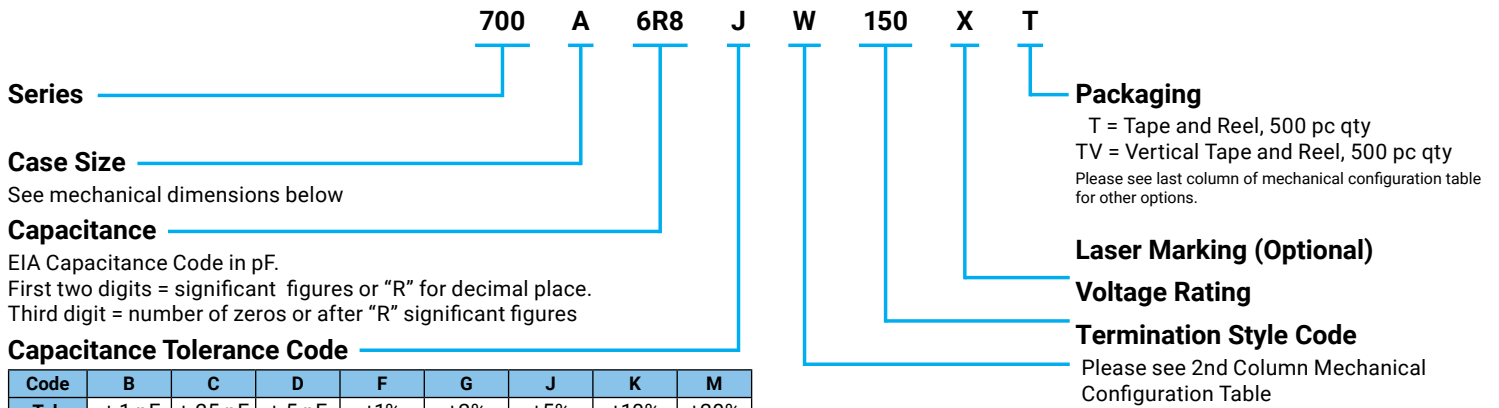 700 A 6R8 J W 150 X T
Series
Case Size
See mechanical dimensions below
Capacitance
EIA Capacitance Code in pF.
First two digits = significant figures or “R” for decimal place.
Third digit = number of zeros or after “R” significant figures
Capacitance Tolerance Code
Code B C D F G J K M
Packaging
T = Tape and Reel, 500 pc qty
TV = Vertical Tape and Reel, 500 pc qty
Please see last column of mechanical configuration table
for other options.
Laser Marking (Optional)
Voltage Rating
Termination Style Code
Please see 2nd Column Mechanical
Configuration Table